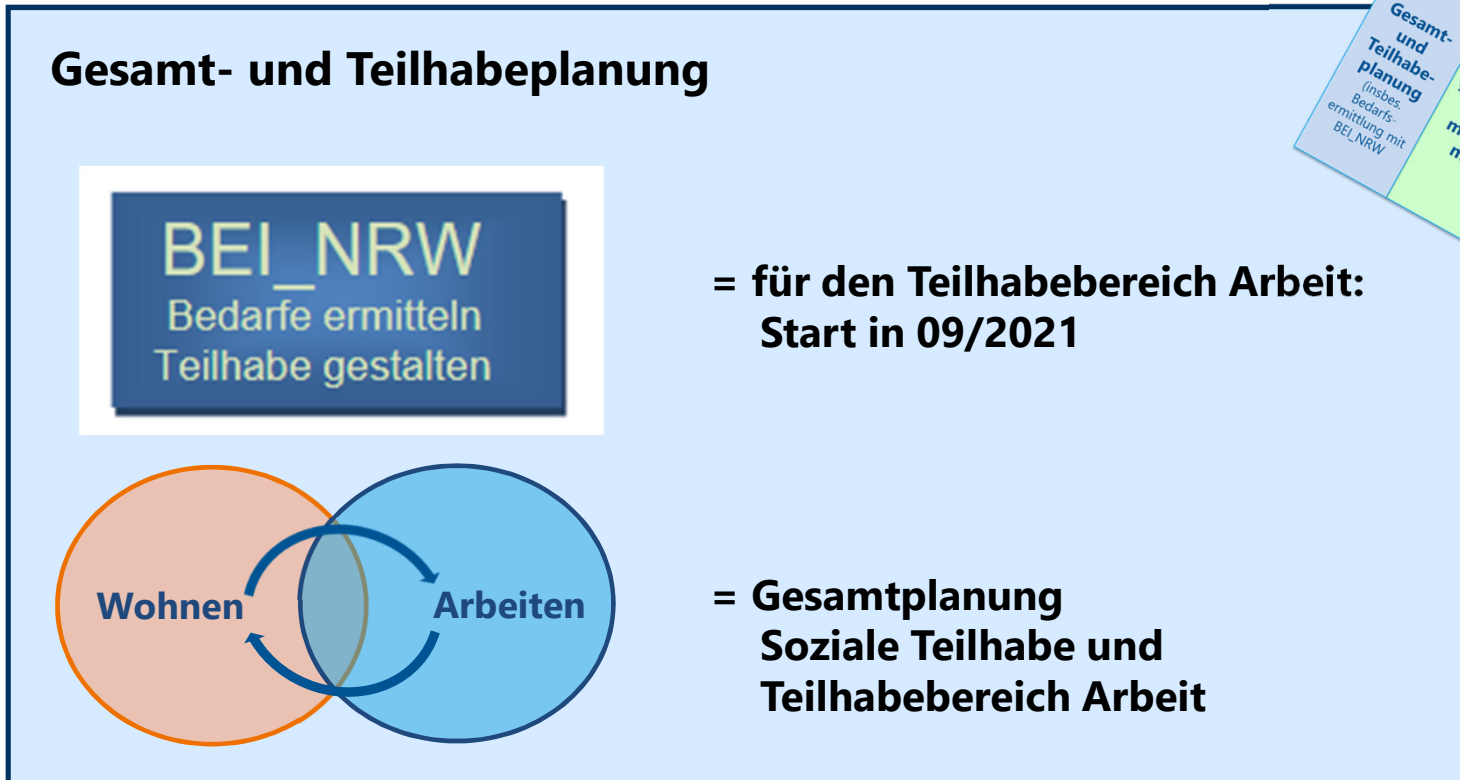 Gesamt- und Teilhabeplanung
Gesamt-
und
Teilhabe-
planung
(insbes.
Bedarfs-
ermittlung mit
BEI_NRW
BEI_NRW
Bedarfe ermitteln
Teilhabe gestalten
= für den Teilhabebereich Arbeit:
Start in 09/2021
Wohnen
Arbeiten
= Gesamtplanung
Soziale Teilhabe und
Teilhabebereich Arbeit